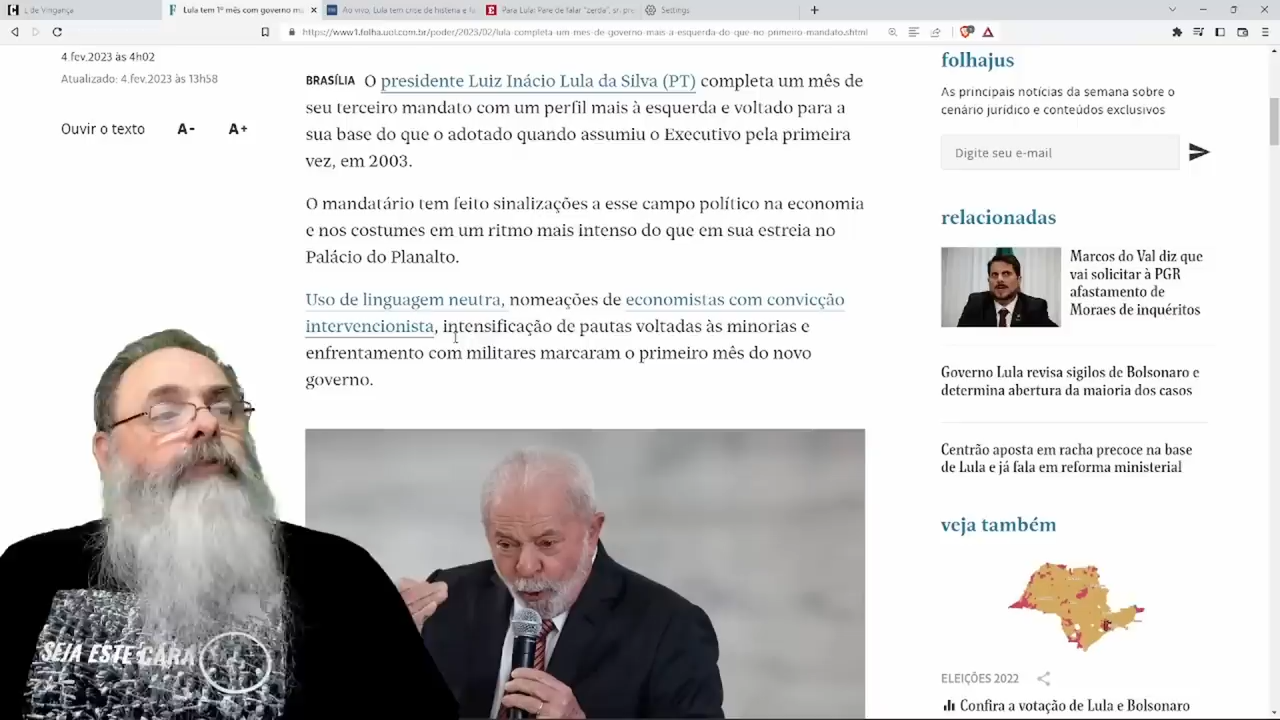 E de Vingança
Lula tem 1º mês com governo ma
Ao vivo, Lula tem crise de histeria e fa
Para Lula! Pare de falar "zerda", sr. pre
Settings
https://www1.folha.uol.com.br/poder/2023/02/lula-completa-um-mes-de-governo-mais-a-esquerda-do-que-no-primeiro-mandato.shtml
4.fev.2023 às 4h02
Atualizado: 4.fev.2023 às 13h58
Ouvir o texto A- A+
BRASÍLIA O presidente Luiz Inácio Lula da Silva (PT) completa um mês de
seu terceiro mandato com um perfil mais à esquerda e voltado para a
sua base do que o adotado quando assumiu o Executivo pela primeira
vez, em 2003.
O mandatário tem feito sinalizações a esse campo político na economia
e nos costumes em um ritmo mais intenso do que em sua estreia no
Palácio do Planalto.
Uso de linguagem neutra, nomeações de economistas com convicção
intervencionista, intensificação de pautas voltadas às minorias e
enfrentamento com militares marcaram o primeiro mês do novo
governo.
SEJA ESTE CARA
folhajus
As principais notícias da semana sobre o
cenário jurídico e conteúdos exclusivos
Digite seu e-mail
relacionadas
Marcos do Val diz que
vai solicitar à PGR
afastamento de
Moraes de inquéritos
Governo Lula revisa sigilos de Bolsonaro e
determina abertura da maioria dos casos
Centrão aposta em racha precoce na base
de Lula e já fala em reforma ministerial
veja também
ELEIÇÕES 2022
Confira a votação de Lula e Bolsonaro